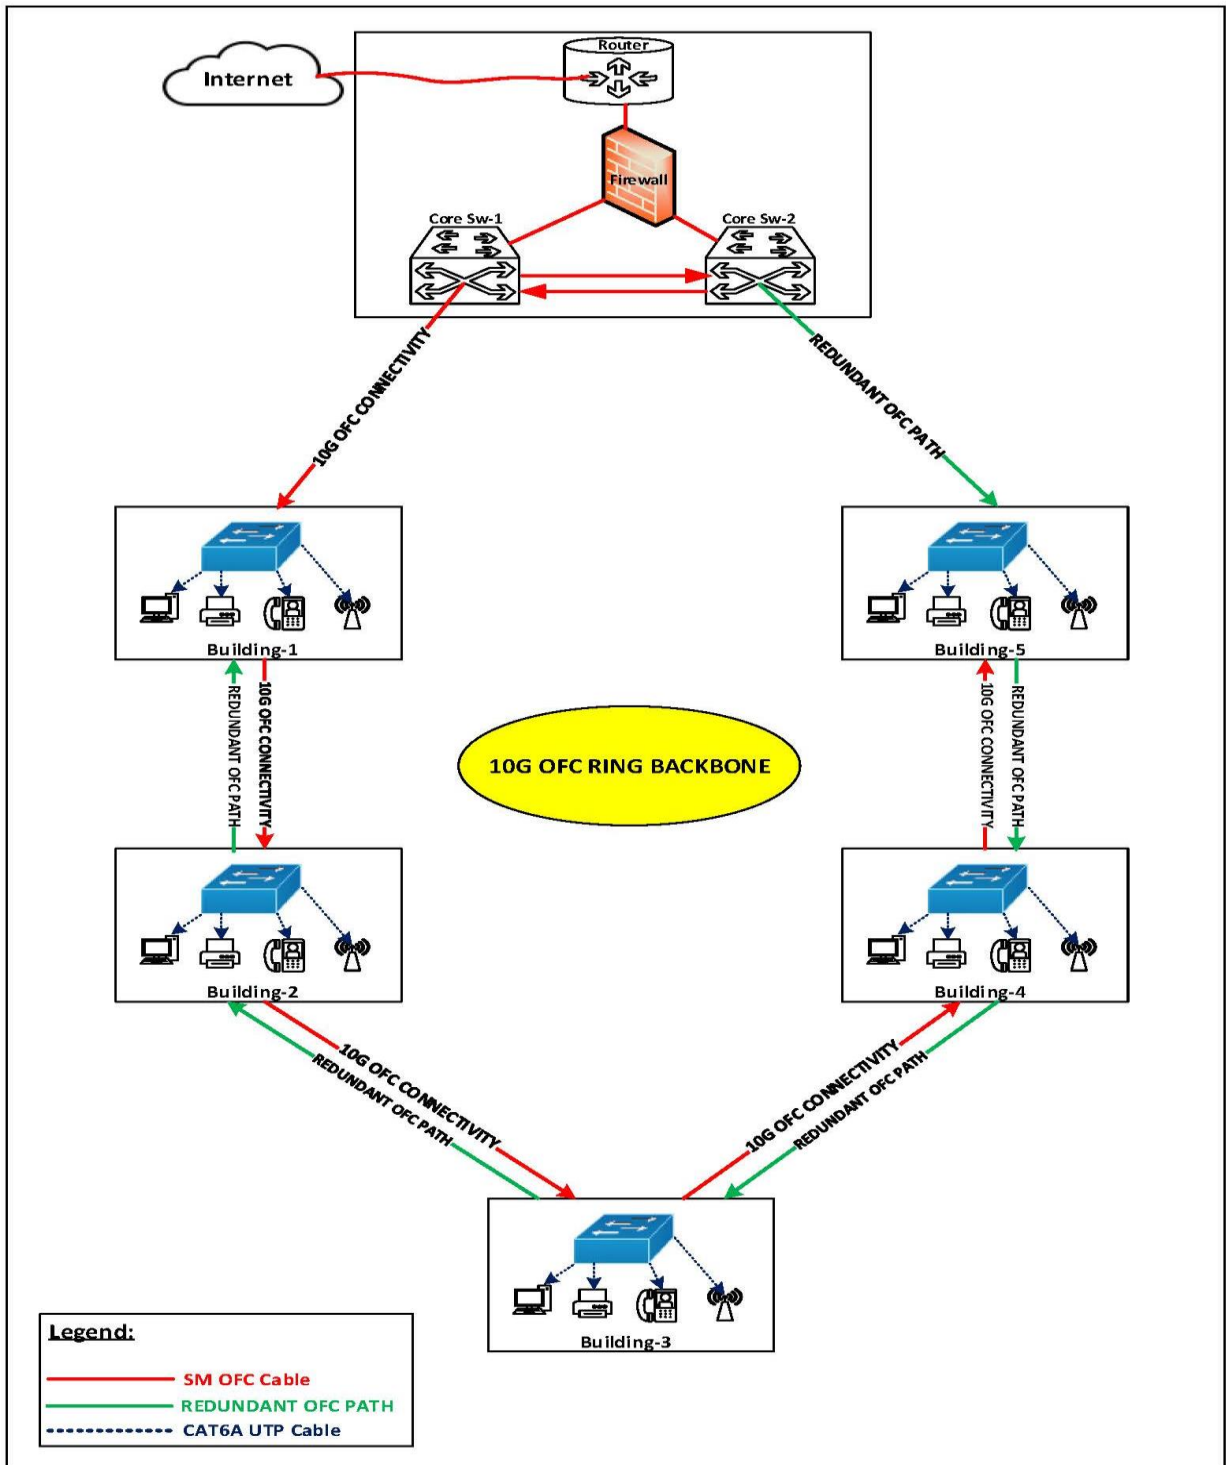 Router
Internet
Firewall
Core Sw-1
Core Sw-2
10G OFC CONNECTIVITY
REDUNDANT OFC PATH
Building-1
Building-5
REDUNDANT OFC PATH
10G OFC CONNECTIVITY
10G OFC CONNECTIVITY
REDUNDANT OFC PATH
10G OFC RING BACKBONE
Building-2
Building-4
10G OFC CONNECTIVITY
REDUNDANT OFC PATH
10G OFC CONNECTIVITY
REDUNDANT OFC PATH
Building-3
Legend:
SM OFC Cable
REDUNDANT OFC PATH
CAT6A UTP Cable